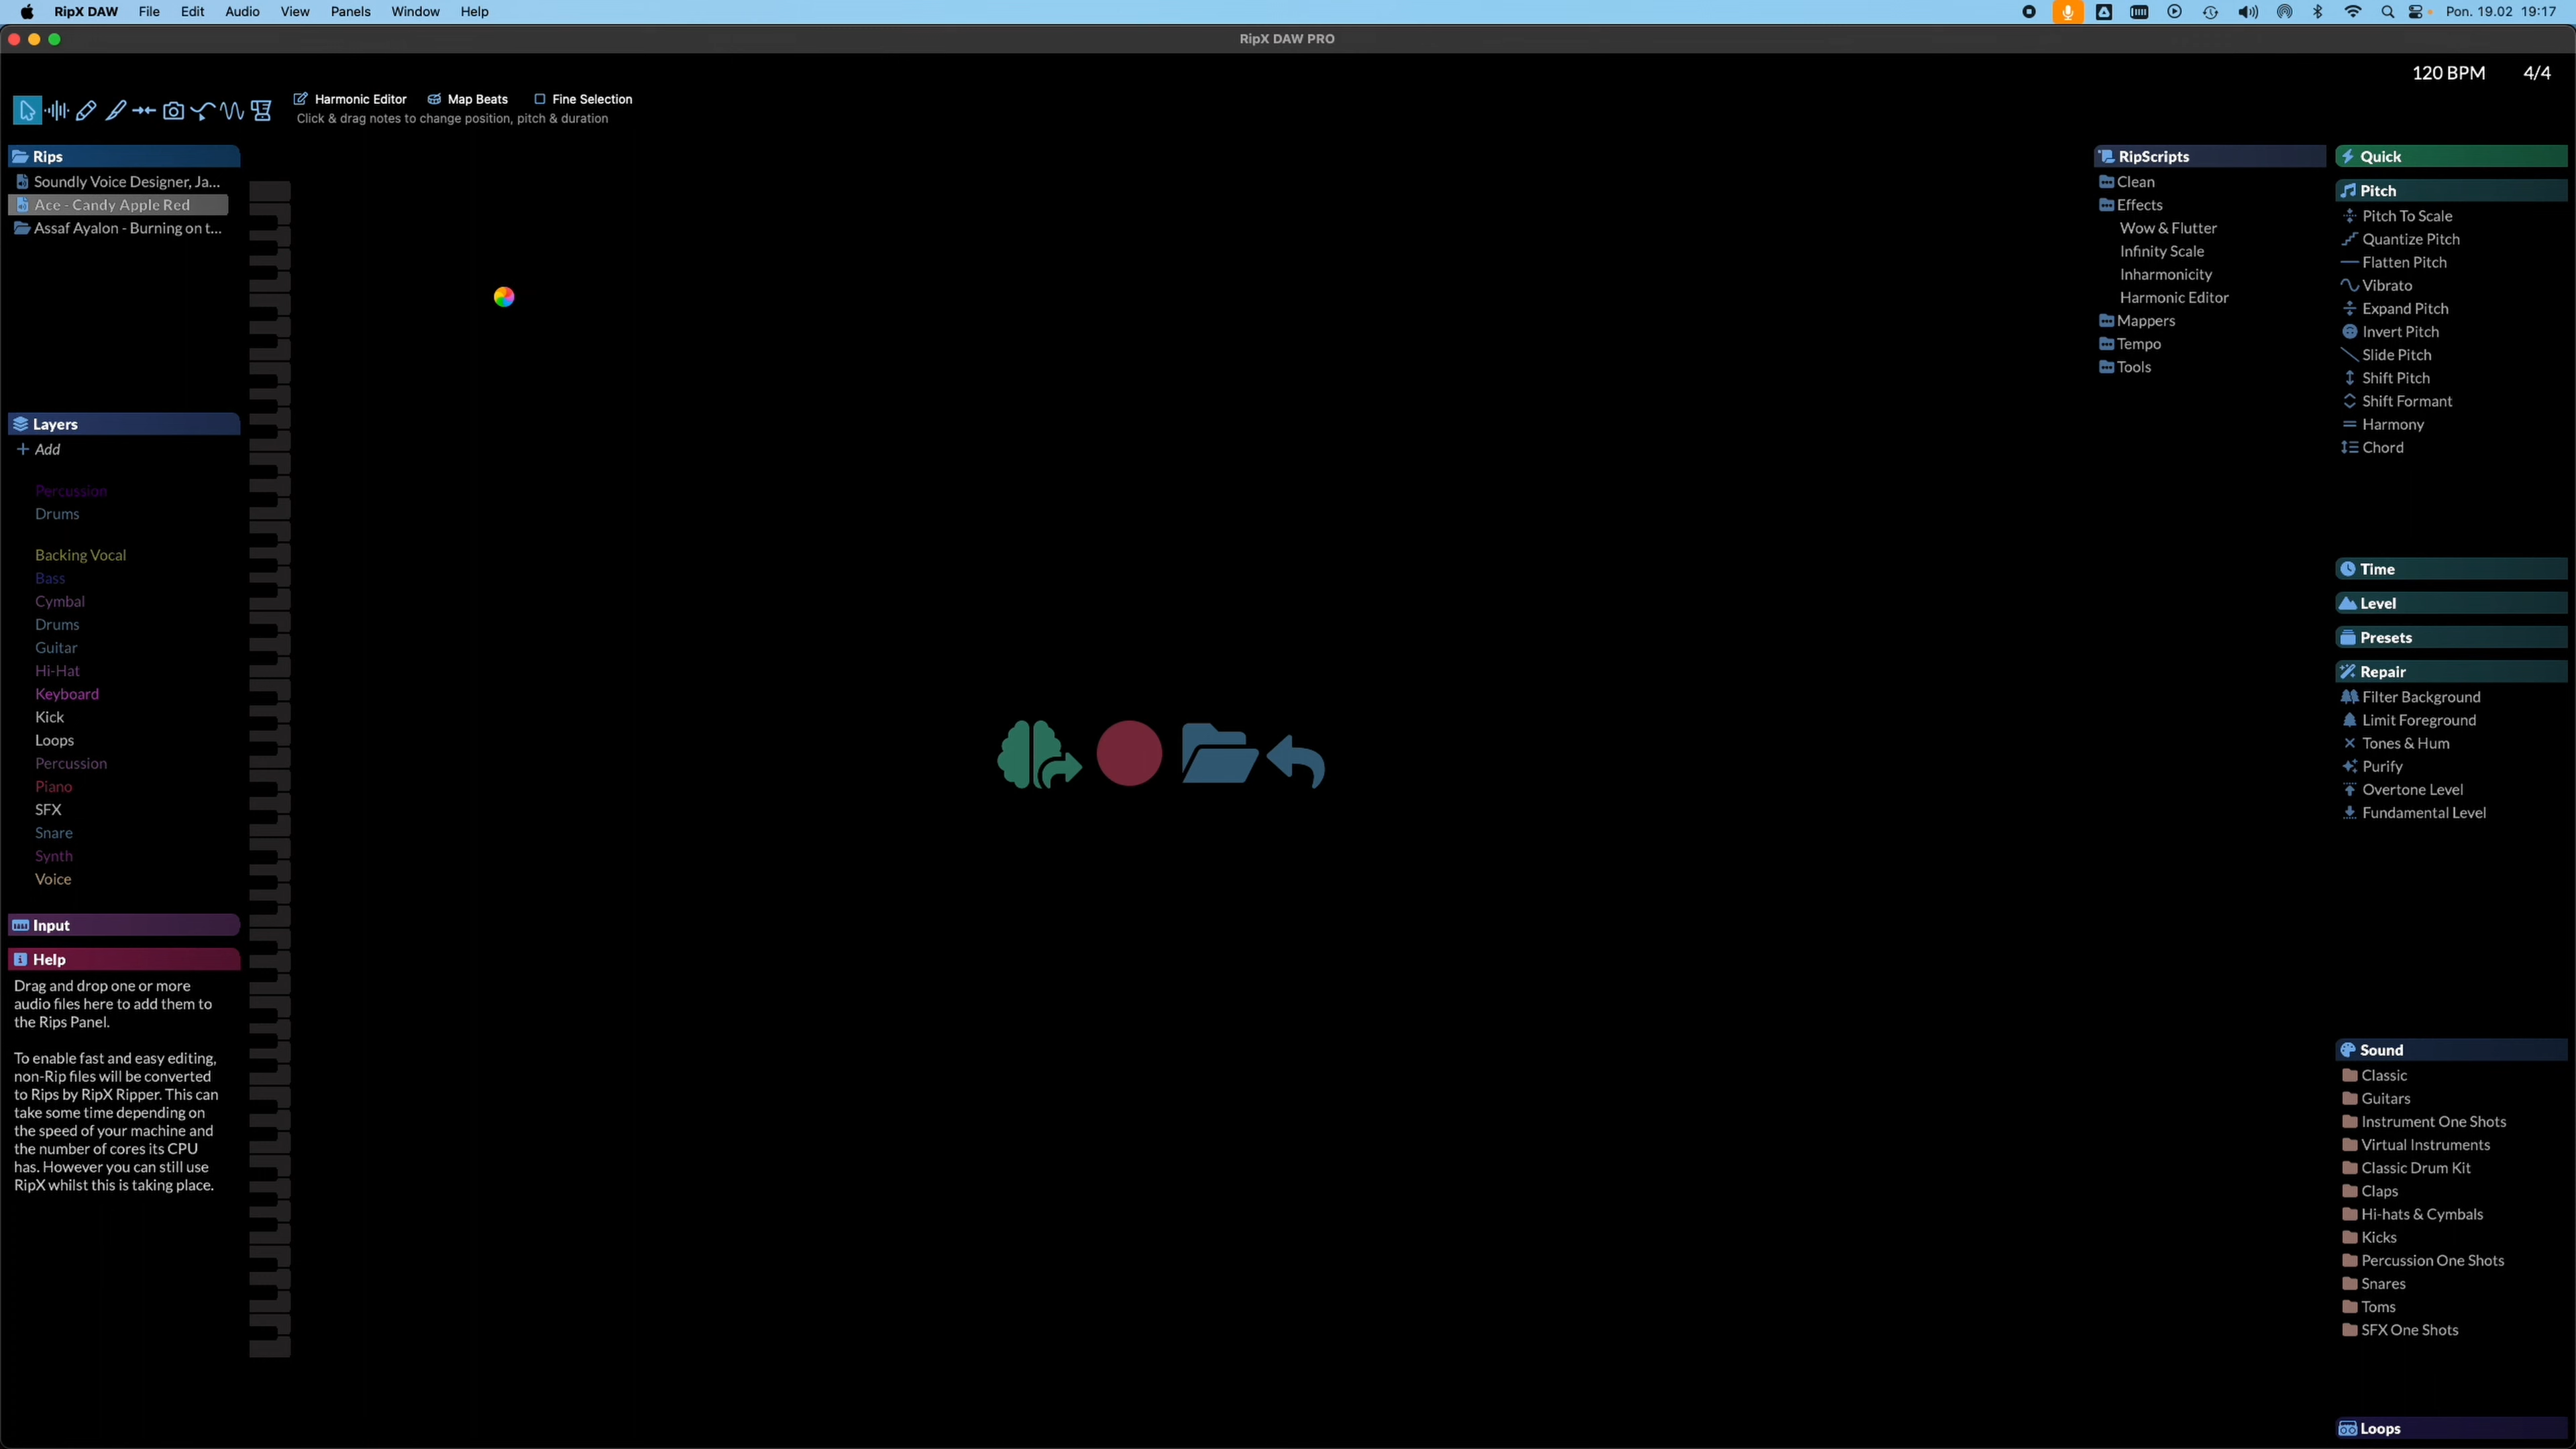 RipX DAW File Edit Audio View Panels Window Help
Pon. 19.02 19:17
RipX DAW PRO
120 BPM 4/4
Harmonic Editor Map Beats Fine Selection
Click & drag notes to change position, pitch & duration
Rips
Soundly Voice Designer, Ja...
Ace - Candy Apple Red
Assaf Ayalon - Burning on t...
Layers
+ Add
Percussion
Drums
Backing Vocal
Bass
Cymbal
Drums
Guitar
Hi-Hat
Keyboard
Kick
Loops
Percussion
Piano
SFX
Snare
Synth
Voice
Input
Help
Drag and drop one or more
audio files here to add them to
the Rips Panel.
To enable fast and easy editing,
non-Rip files will be converted
to Rips by RipX Ripper. This can
take some time depending on
the speed of your machine and
the number of cores its CPU
has. However you can still use
RipX whilst this is taking place.
RipScripts
Clean
Effects
Wow & Flutter
Infinity Scale
Inharmonicity
Harmonic Editor
Mappers
Tempo
Tools
Quick
Pitch
Pitch To Scale
Quantize Pitch
Flatten Pitch
Vibrato
Expand Pitch
Invert Pitch
Slide Pitch
Shift Pitch
Shift Formant
Harmony
Chord
Time
Level
Presets
Repair
Filter Background
Limit Foreground
Tones & Hum
Purify
Overtone Level
Fundamental Level
Sound
Classic
Guitars
Instrument One Shots
Virtual Instruments
Classic Drum Kit
Claps
Hi-hats & Cymbals
Kicks
Percussion One Shots
Snares
Toms
SFX One Shots
Loops